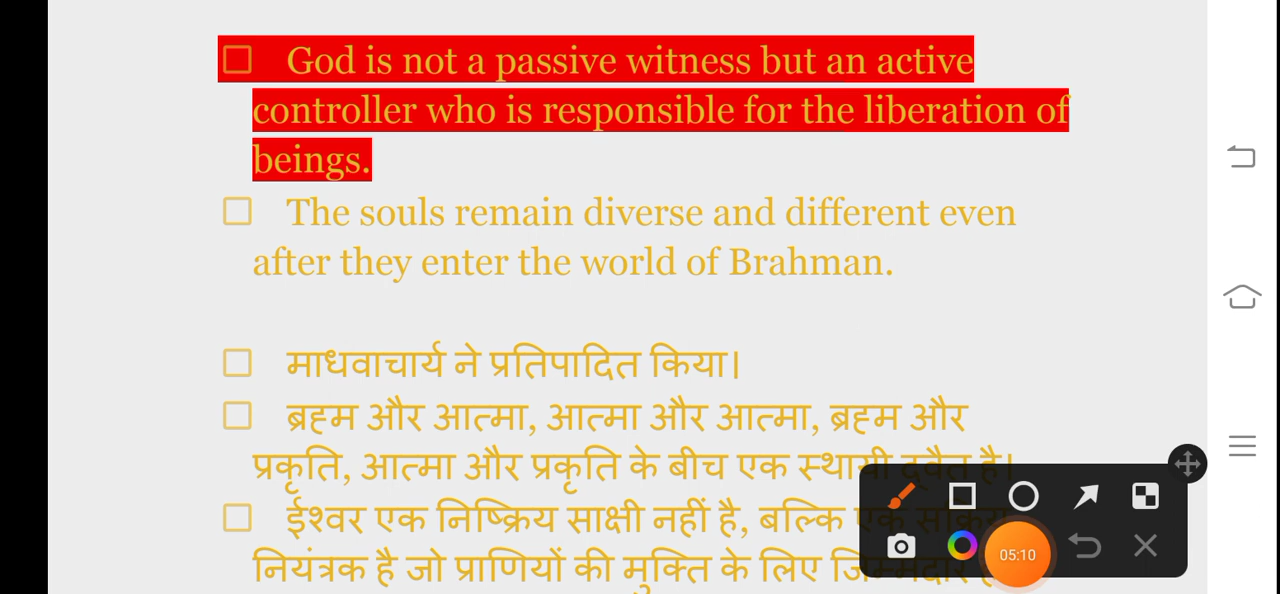 God is not a passive witness but an active
controller who is responsible for the liberation of
beings.
The souls remain diverse and different even
after they enter the world of Brahman.
माधवाचार्य ने प्रतिपादित किया।
ब्रह्म और आत्मा, आत्मा और आत्मा, ब्रह्म और
प्रकृति, आत्मा और प्रकृति के बीच एक स्थायी द्वैत है।
ईश्वर एक निष्क्रिय साक्षी नहीं है, बल्कि एक सक्रिय
नियंत्रक है जो प्राणियों की मुक्ति के लिए जिम्मेदार है
05:10